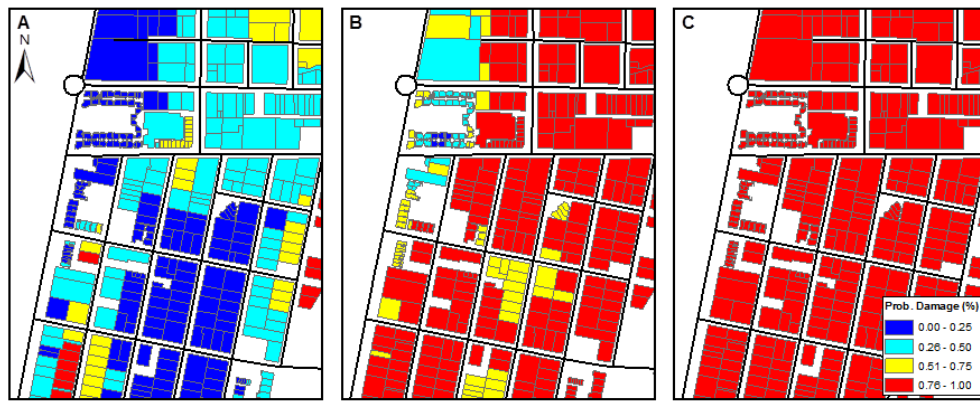 A
N
B
C
Prob. Damage (%)
0.00 - 0.25
0.26 - 0.50
0.51 - 0.75
0.76 - 1.00